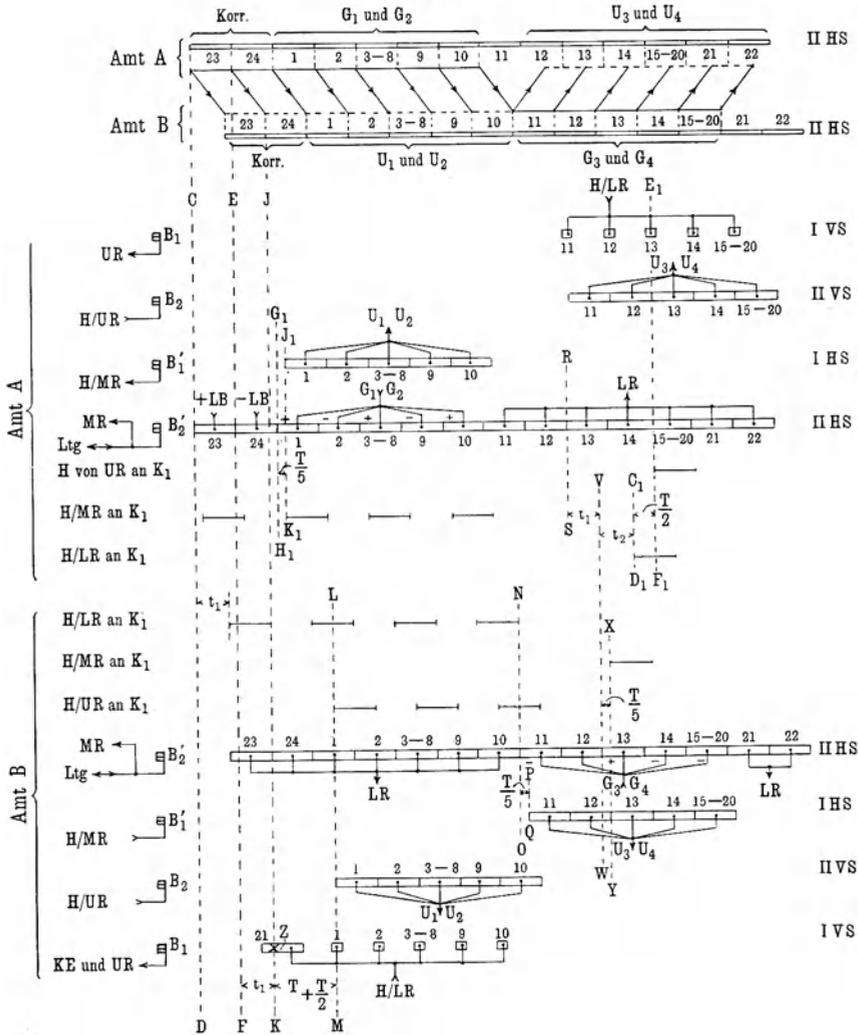 Korr. G₁ und G₂ U₃ und U₄
II HS
Amt A
23 24 1 2 3—8 9 10 11 12 13 14 15—20 21 22
Amt B
23 24 1 2 3—8 9 10 11 12 13 14 15—20 21 22
II HS
Korr. U₁ und U₂ G₃ und G₄
C E J H/LR E₁
B₁ I VS
UR 11 12 13 14 15—20
U₃ U₄
B₂ II VS
H/UR G₁ 11 12 13 14 15—20
J₁ U₁ U₂
B₁' R I HS
H/MR 1 2 3—8 9 10
+LB −LB G₁ G₂ LR
MR B₂' + + − − + II HS
Ltg 23 24 1 2 3—8 9 10 11 12 13 14 15—20 21 22
H von UR an K₁ T/5 V C₁
H/MR an K₁ K₁ S t₁ T/2
H₁ t₂
H/LR an K₁ D₁ F₁
Amt A
t₁ L N
H/LR an K₁ X
H/MR an K₁
H/UR an K₁ T/5
23 24 1 2 3—8 9 10 11 12 13 14 15—20 21 22
MR B₂' + − − II HS
Ltg LR P G₃ G₄ LR
T/5 I HS
B₁' 11 12 13 14 15—20
H/MR Q U₃ U₄
O
B₂ 1 2 3—8 9 10 W Y II VS
H/UR U₁ U₂
B₁ 21 Z 1 2 3—8 9 10 I VS
KE und UR
t₁ T+T/2 H/LR
Amt B
D F K M